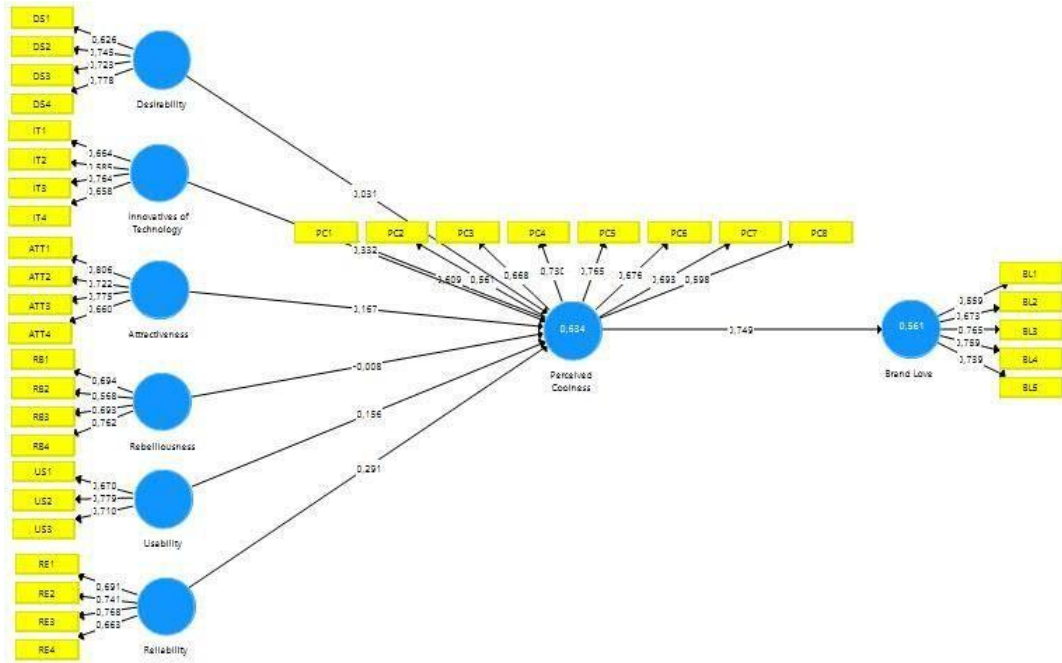 DS1
DS2
DS3
DS4
0,626
0,745
0,723
0,778
Desirability
IT1
IT2
IT3
IT4
0,764
0,658
Innovatives of
Technology
ATT1
ATT2
ATT3
ATT4
0,806
0,722
0,775
0,660
Attractiveness
RB1
RB2
RB3
RB4
0,694
0,568
0,693
0,762
Rebelliousness
US1
US2
US3
0,670
0,779
0,710
Usability
RE1
RE2
RE3
RE4
0,691
0,741
0,768
0,663
Reliability
0,031
0,332
0,167
-0,008
0,156
0,291
PC1
PC2
PC3
PC4
PC5
PC6
PC7
PC8
0,609
0,561
0,668
0,730
0,765
0,676
0,693
0,598
0,634
Perceived
Coolness
0,749
0,561
Brand Love
BL1
BL2
BL3
BL4
BL5
0,559
0,673
0,765
0,759
0,739